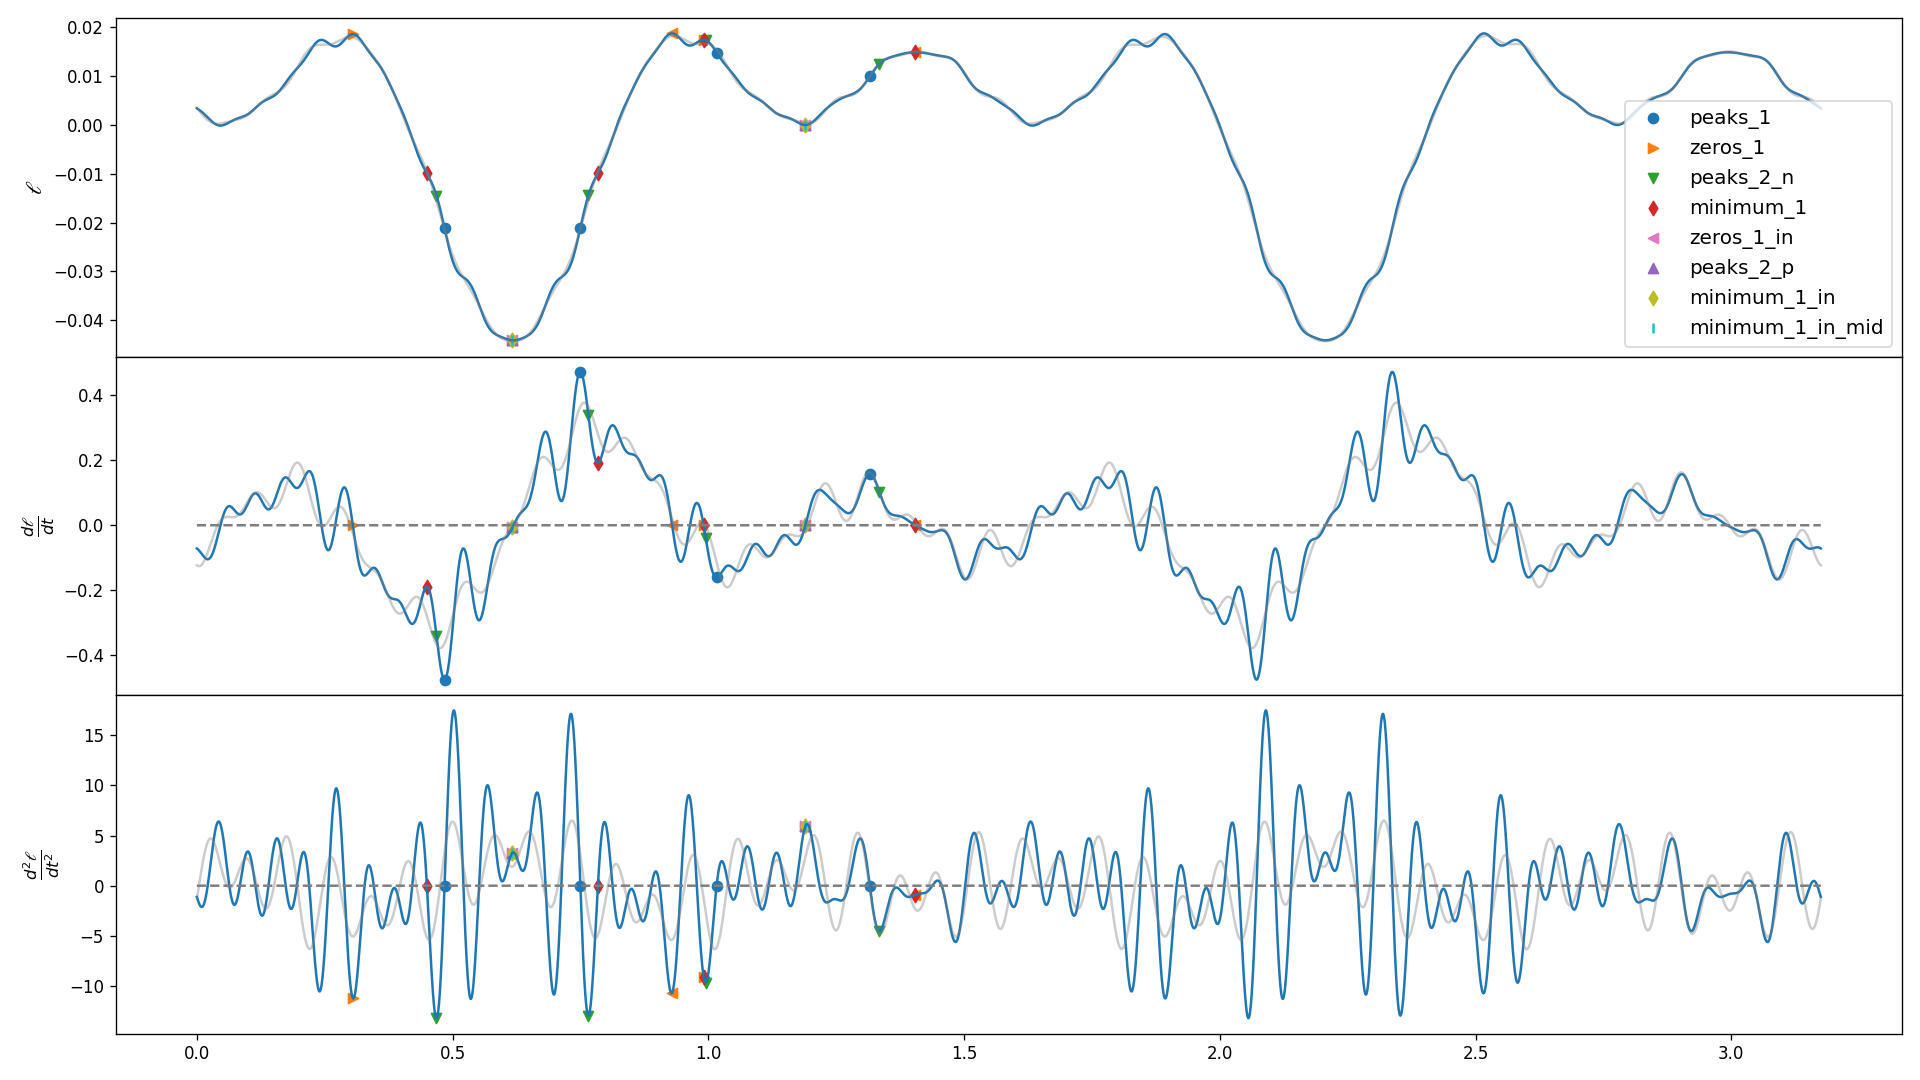 0.02
0.01
0.00
−0.01
−0.02
−0.03
−0.04
ℓ
peaks_1
zeros_1
peaks_2_n
minimum_1
zeros_1_in
peaks_2_p
minimum_1_in
minimum_1_in_mid
0.4
0.2
0.0
−0.2
−0.4
dℓ
dt
15
10
5
0
−5
−10
d²ℓ
dt²
0.0 0.5 1.0 1.5 2.0 2.5 3.0